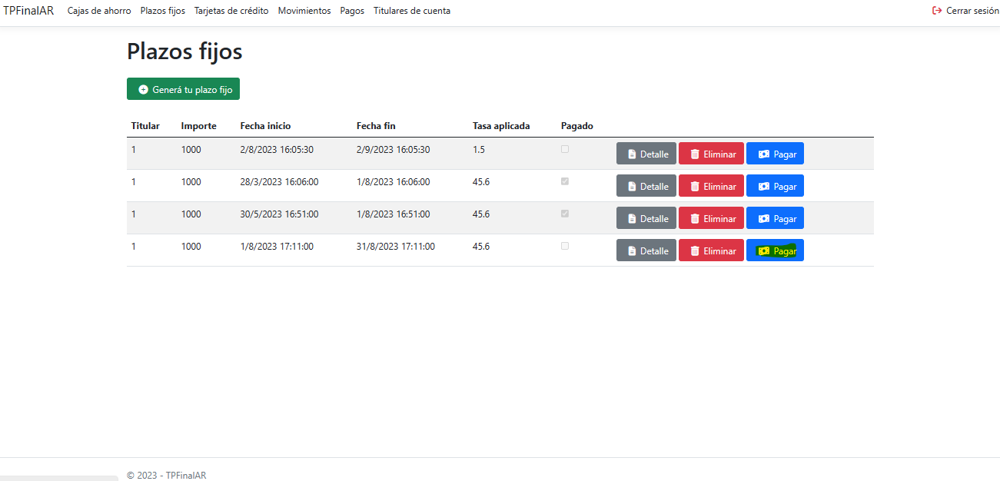 TPFinalAR Cajas de ahorro Plazos fijos Tarjetas de crédito Movimientos Pagos Titulares de cuenta Cerrar sesión
Plazos fijos
Generá tu plazo fijo
Titular Importe Fecha inicio Fecha fin Tasa aplicada Pagado
1 1000 2/8/2023 16:05:30 2/9/2023 16:05:30 1.5 Detalle Eliminar Pagar
1 1000 28/3/2023 16:06:00 1/8/2023 16:06:00 45.6 Detalle Eliminar Pagar
1 1000 30/5/2023 16:51:00 1/8/2023 16:51:00 45.6 Detalle Eliminar Pagar
1 1000 1/8/2023 17:11:00 31/8/2023 17:11:00 45.6 Detalle Eliminar Pagar
© 2023 - TPFinalAR